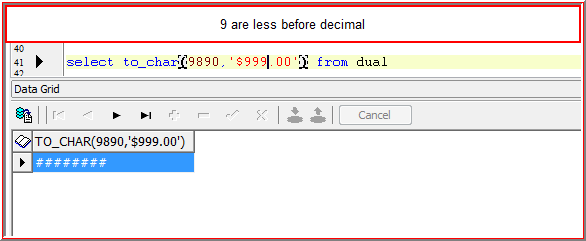 9 are less before decimal
40
41 select to_char(9890,'$999.00') from dual
42
Data Grid
Cancel
TO_CHAR(9890,'$999.00')
########